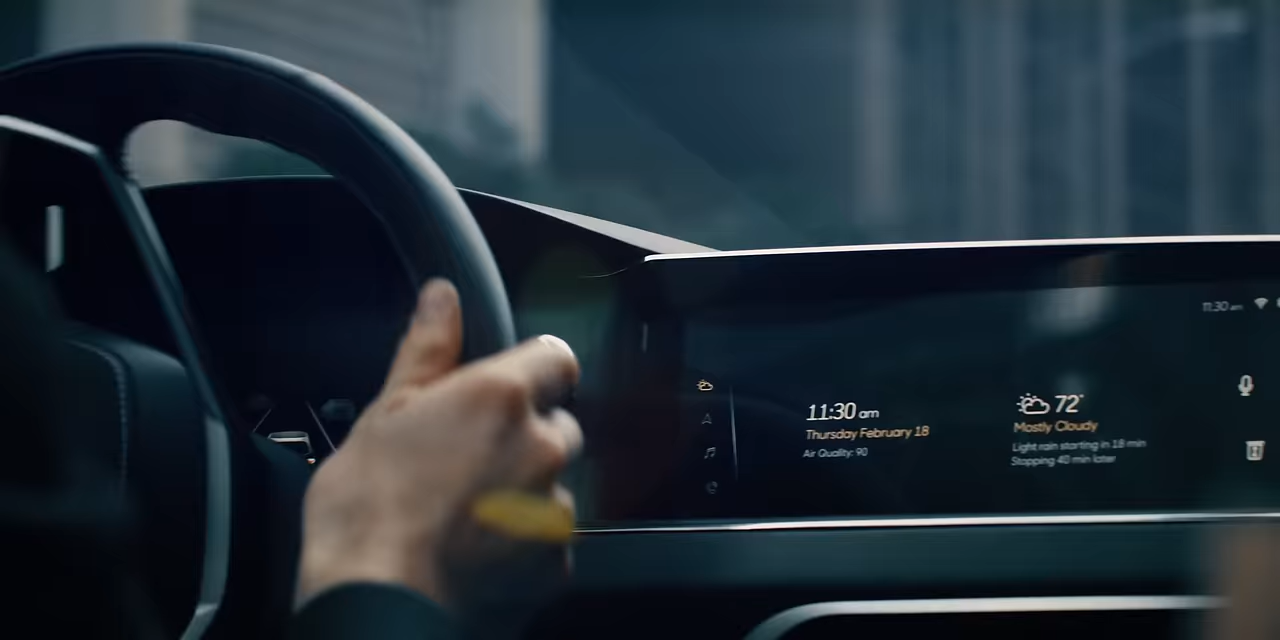 11:30 am
11:30 am
Thursday February 18
Air Quality: 90
72°
Mostly Cloudy
Light rain starting in 18 min
Stopping 40 min later